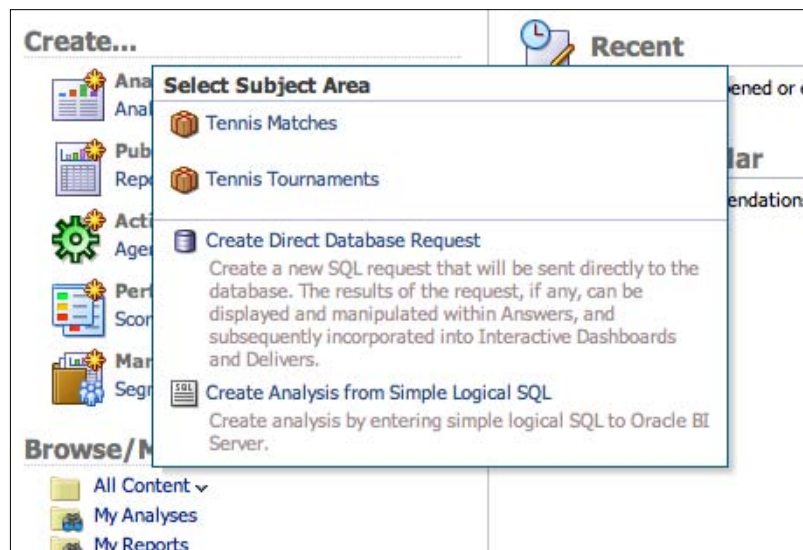 Create...
Recent
Select Subject Area
Tennis Matches
Tennis Tournaments
Create Direct Database Request
Create a new SQL request that will be sent directly to the
database. The results of the request, if any, can be
displayed and manipulated within Answers, and
subsequently incorporated into Interactive Dashboards
and Delivers.
SQL
Create Analysis from Simple Logical SQL
Create analysis by entering simple logical SQL to Oracle BI
Server.
Browse/M
All Content
My Analyses
My Reports